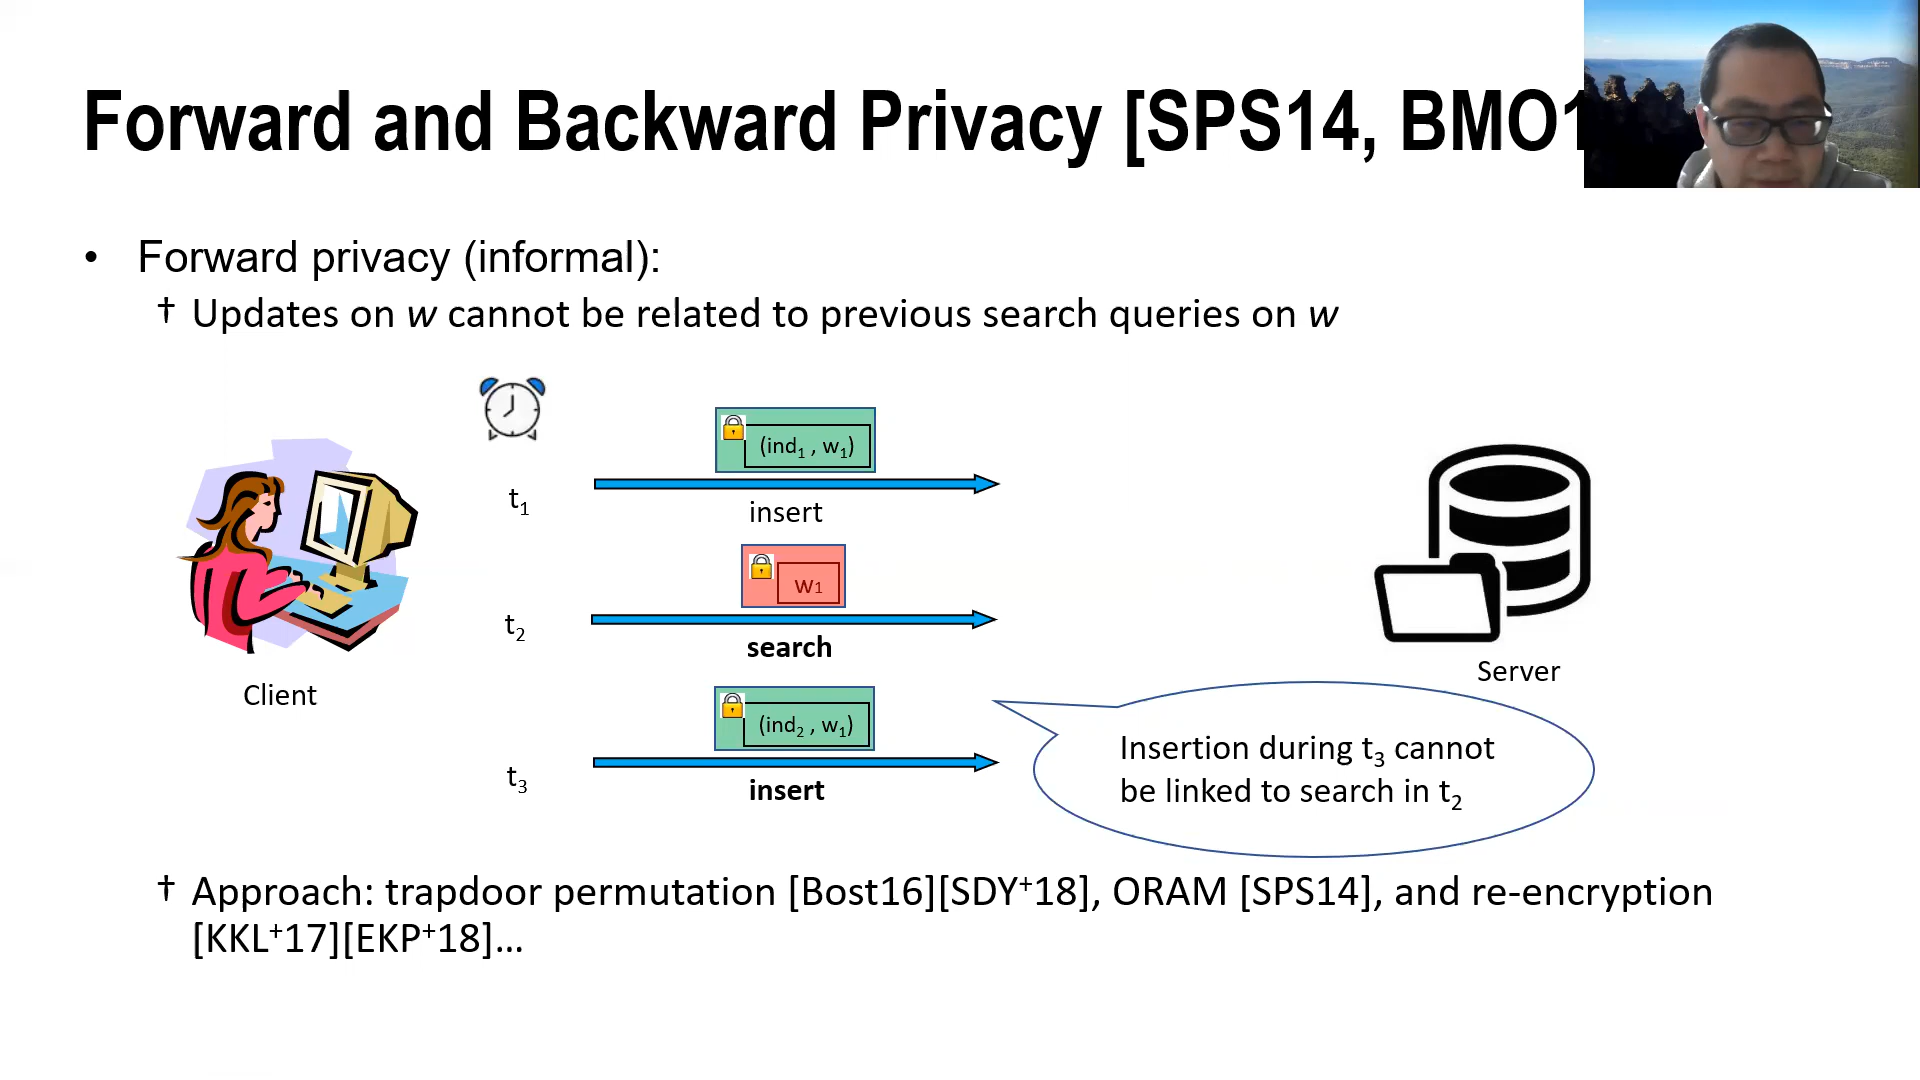 Forward and Backward Privacy [SPS14, BMO1
• Forward privacy (informal):
† Updates on w cannot be related to previous search queries on w
(ind1 , w1)
t1
insert
w1
t2
search
Server
Client
(ind2 , w1)
t3
insert
Insertion during t3 cannot
be linked to search in t2
† Approach: trapdoor permutation [Bost16][SDY+18], ORAM [SPS14], and re-encryption
[KKL+17][EKP+18]...